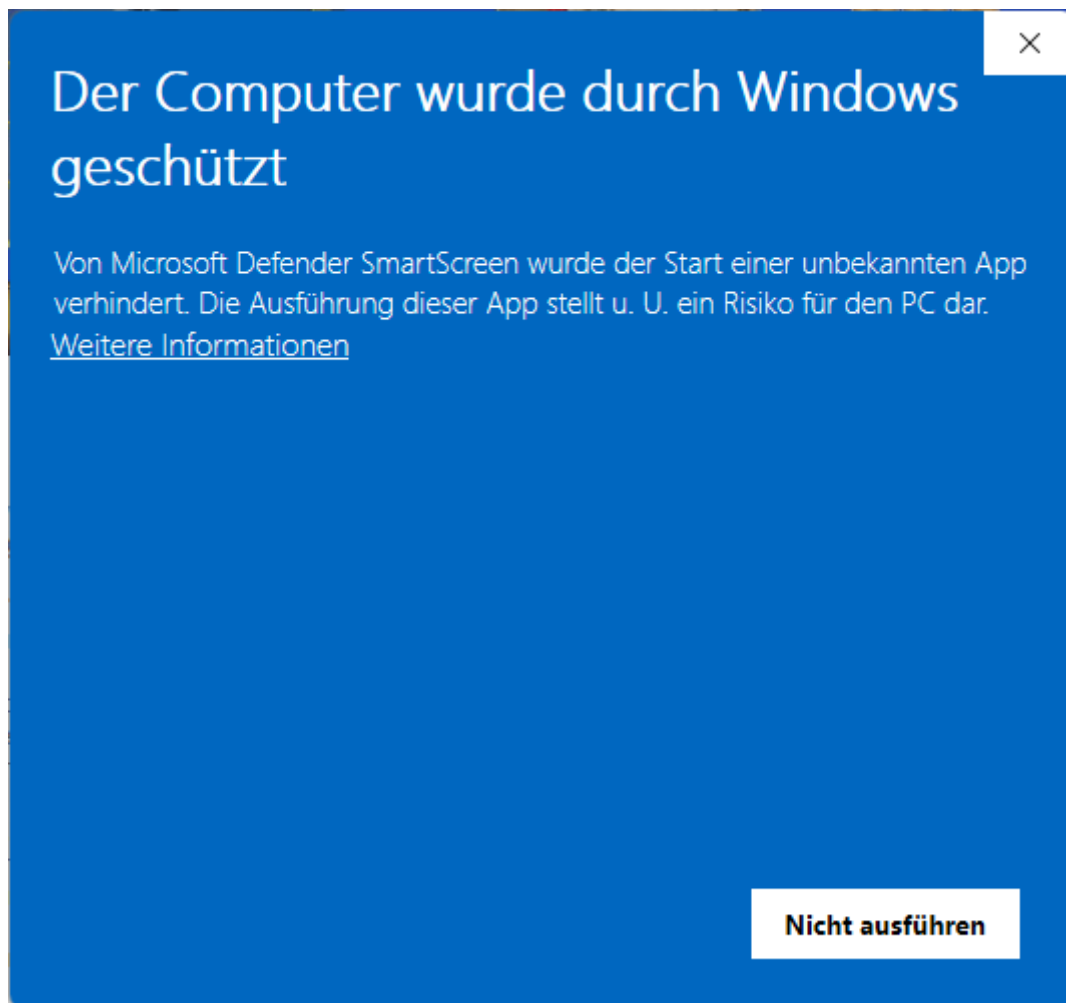 Der Computer wurde durch Windows
geschützt
Von Microsoft Defender SmartScreen wurde der Start einer unbekannten App
verhindert. Die Ausführung dieser App stellt u. U. ein Risiko für den PC dar.
Weitere Informationen
Nicht ausführen